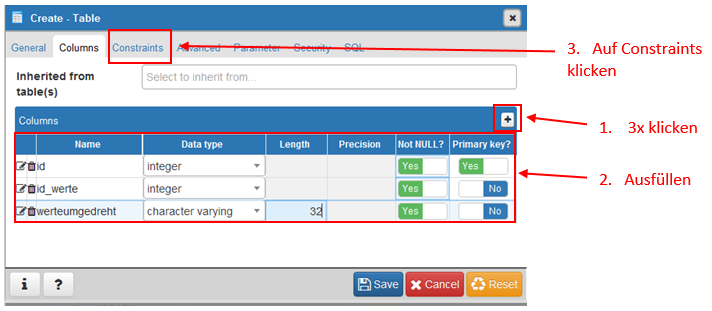 Create - Table
General Columns Constraints Advanced Parameter Security SQL
3. Auf Constraints
klicken
Inherited from
table(s)
Select to inherit from...
Columns
1. 3x klicken
Name Data type Length Precision Not NULL? Primary key?
id integer Yes Yes
2. Ausfüllen
id_werte integer Yes No
werteumgedreht character varying 32 Yes No
i ? Save Cancel Reset